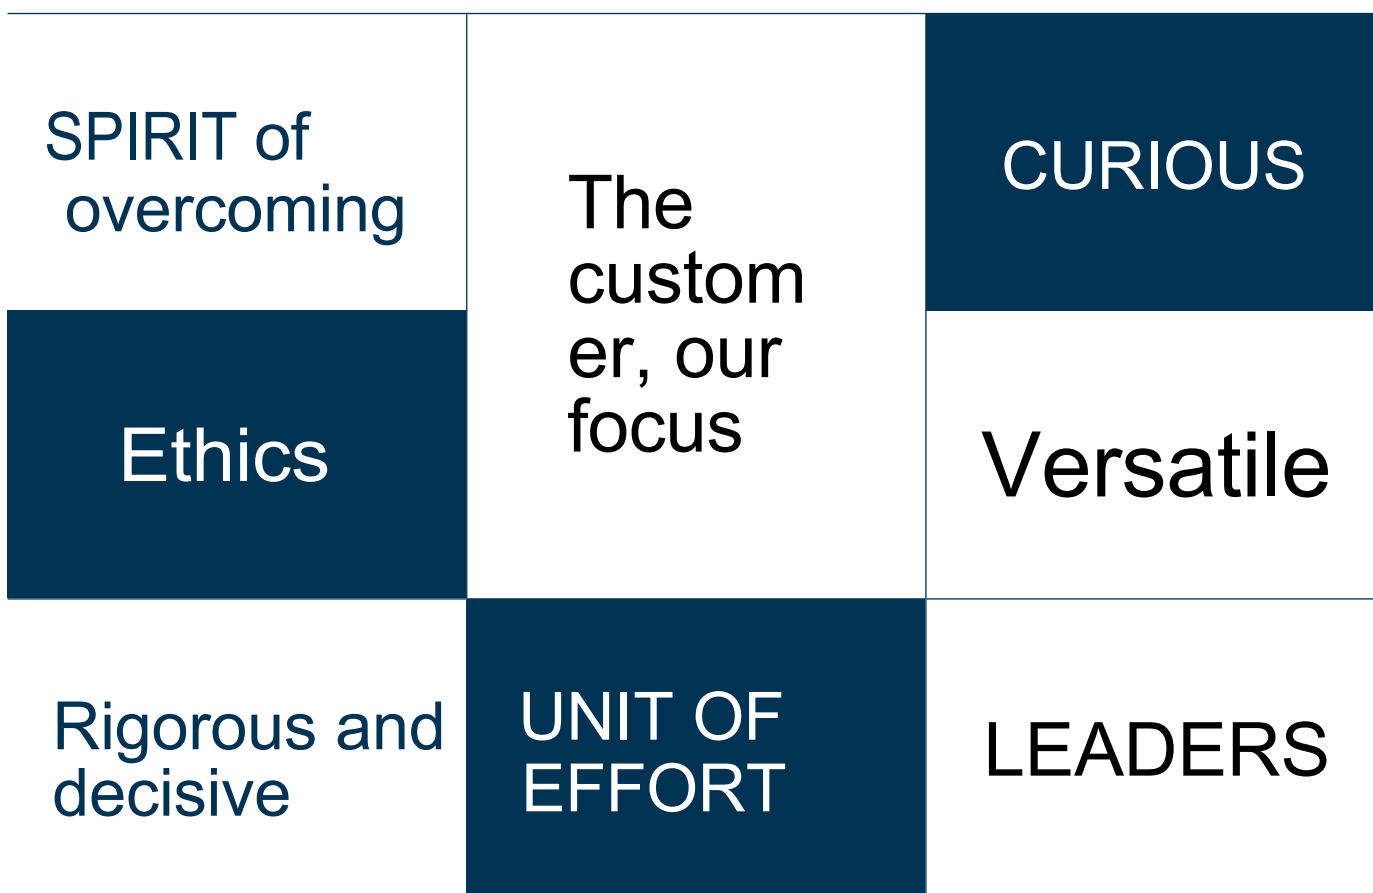 SPIRIT of
overcoming
The
custom
er, our
focus
CURIOUS
Ethics
Versatile
Rigorous and
decisive
UNIT OF
EFFORT
LEADERS